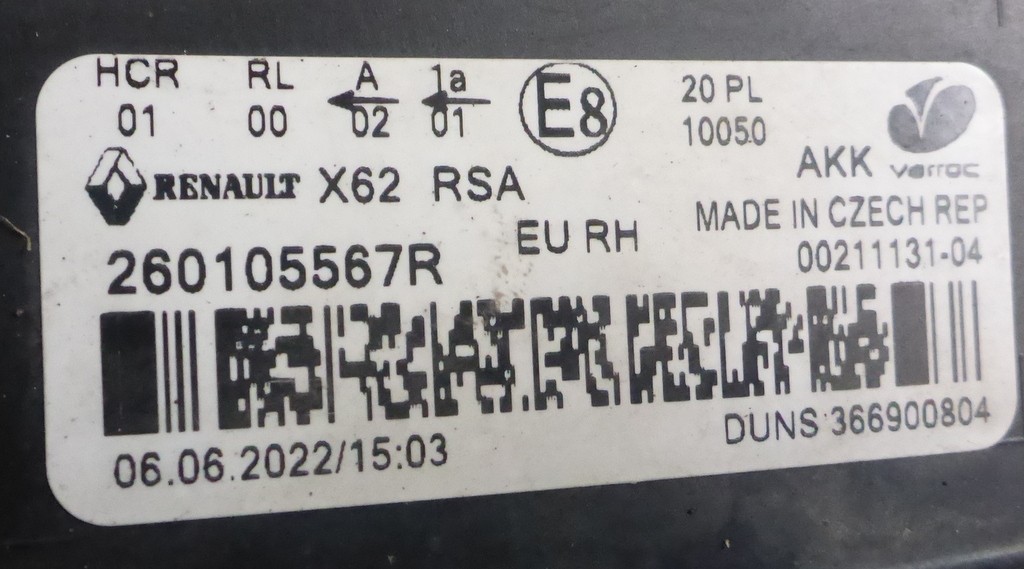 HCR RL A 1a
01 00 02 01
E8
20 PL
10050
varroc
RENAULT X62 RSA
AKK
EU RH
MADE IN CZECH REP
260105567R
00211131-04
06.06.2022/15:03
DUNS 366900804